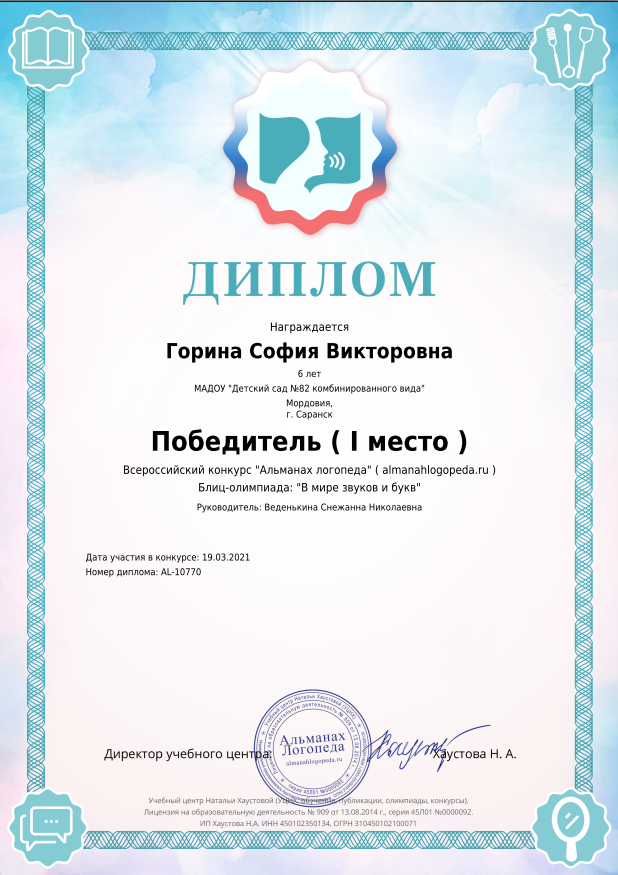 ДИПЛОМ
Награждается
Горина София Викторовна
6 лет
МАДОУ "Детский сад №82 комбинированного вида"
Мордовия,
г. Саранск
Победитель ( I место )
Всероссийский конкурс "Альманах логопеда" ( almanahlogopeda.ru )
Блиц-олимпиада: "В мире звуков и букв"
Руководитель: Веденькина Снежанна Николаевна
Дата участия в конкурсе: 19.03.2021
Номер диплома: AL-10770
Альманах
Логопеда
almanahlogopeda.ru
Директор учебного центра:
Хаустова Н. А.
Учебный центр Натальи Хаустовой (УЦНХ: обучение, публикации, олимпиады, конкурсы).
Лицензия на образовательную деятельность № 909 от 13.08.2014 г., серия 45Л01 №0000092.
ИП Хаустова Н.А. ИНН 450102350134, ОГРН 310450102100071